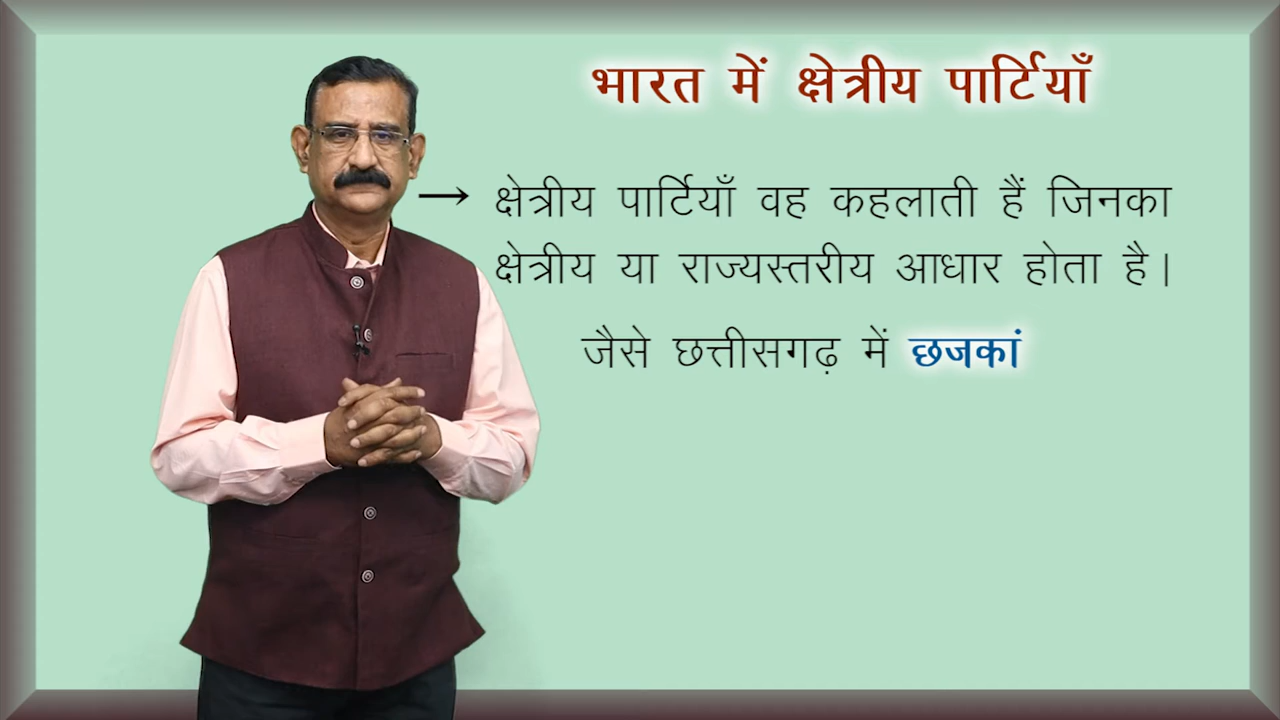 भारत में क्षेत्रीय पार्टियाँ
→ क्षेत्रीय पार्टियाँ वह कहलाती हैं जिनका
क्षेत्रीय या राज्यस्तरीय आधार होता है।
जैसे छत्तीसगढ़ में छजकां